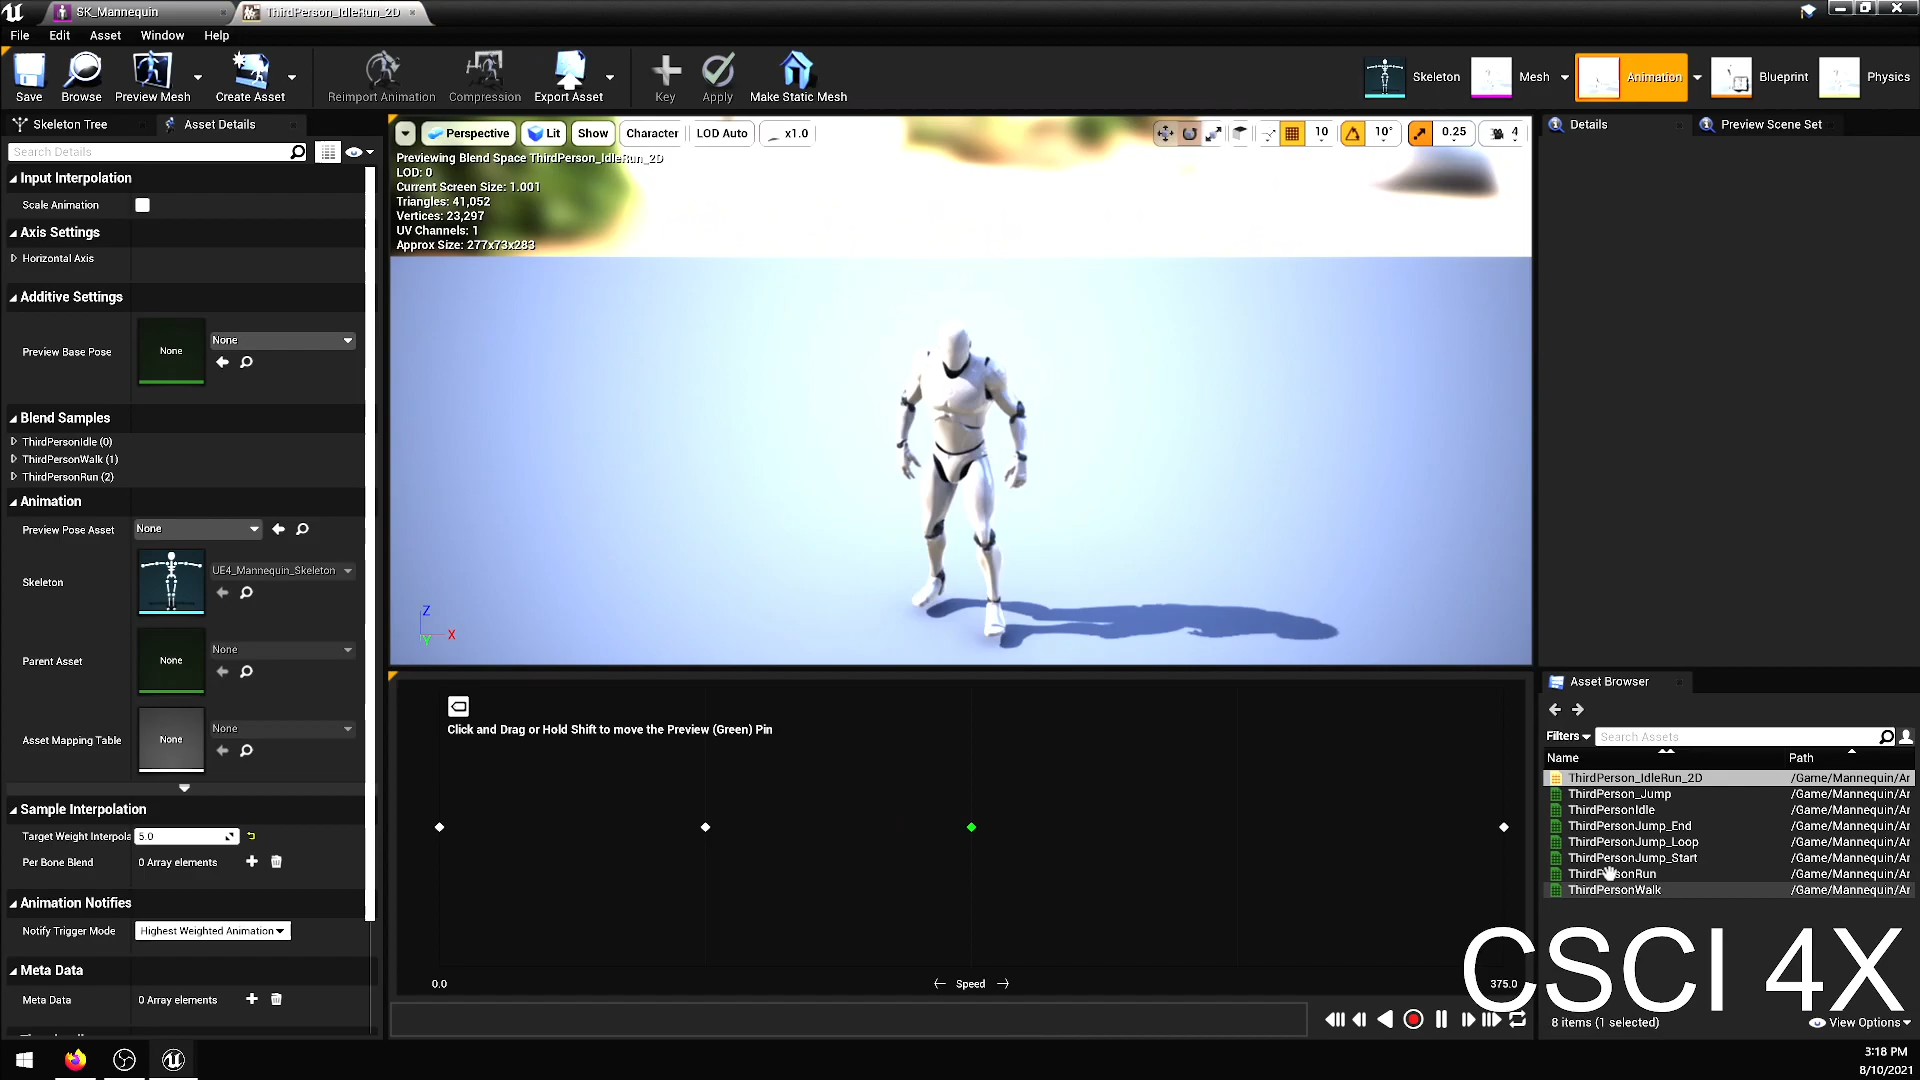 SK_Mannequin
ThirdPerson_IdleRun_2D
File Edit Asset Window Help
Save Browse Preview Mesh Create Asset Reimport Animation Compression Export Asset Key Apply Make Static Mesh
Skeleton Mesh Animation Blueprint Physics
Skeleton Tree Asset Details
Search Details
Input Interpolation
Scale Animation
Axis Settings
Horizontal Axis
Additive Settings
Preview Base Pose None None
Blend Samples
ThirdPersonIdle (0)
ThirdPersonWalk (1)
ThirdPersonRun (2)
Animation
Preview Pose Asset None
Skeleton UE4_Mannequin_Skeleton
Parent Asset None None
Asset Mapping Table None None
Sample Interpolation
Target Weight Interpola 5.0
Per Bone Blend 0 Array elements
Animation Notifies
Notify Trigger Mode Highest Weighted Animation
Meta Data
Meta Data 0 Array elements
Perspective Lit Show Character LOD Auto x1.0
10 10° 0.25 4
Previewing Blend Space ThirdPerson_IdleRun_2D
LOD: 0
Current Screen Size: 1.001
Triangles: 41,052
Vertices: 23,297
UV Channels: 1
Approx Size: 277x73x283
Z
X
Y
Click and Drag or Hold Shift to move the Preview (Green) Pin
0.0 Speed 375.0
Details Preview Scene Set
Asset Browser
Filters Search Assets
Name Path
ThirdPerson_IdleRun_2D /Game/Mannequin/Ar
ThirdPerson_Jump /Game/Mannequin/Ar
ThirdPersonIdle /Game/Mannequin/Ar
ThirdPersonJump_End /Game/Mannequin/Ar
ThirdPersonJump_Loop /Game/Mannequin/Ar
ThirdPersonJump_Start /Game/Mannequin/Ar
ThirdPersonRun /Game/Mannequin/Ar
ThirdPersonWalk /Game/Mannequin/Ar
CSCI 4X
8 items (1 selected) View Options
3:18 PM
8/10/2021